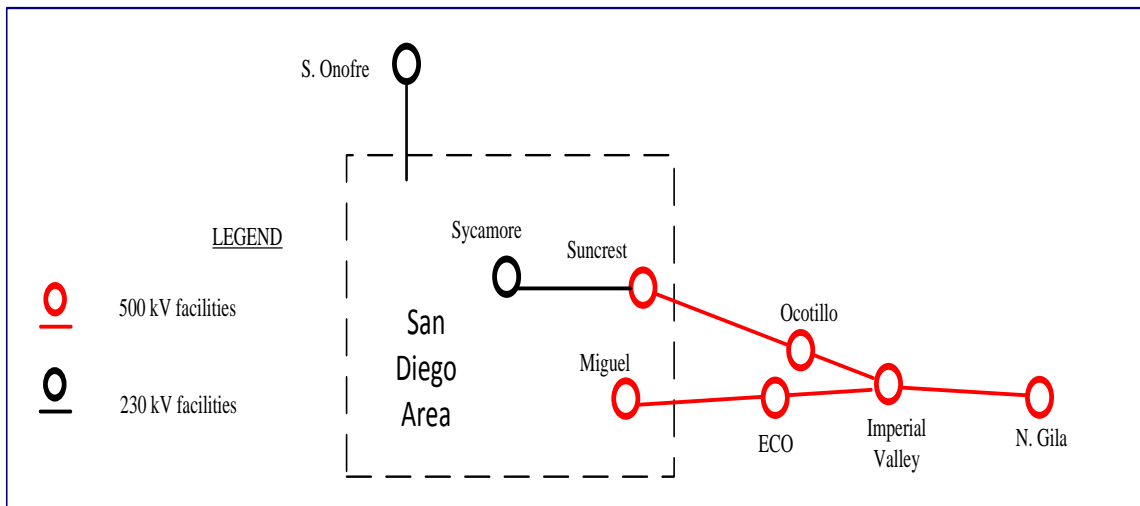 S. Onofre
LEGEND
Sycamore
Suncrest
500 kV facilities
San
Diego
Area
Ocotillo
Miguel
230 kV facilities
ECO
Imperial
Valley
N. Gila